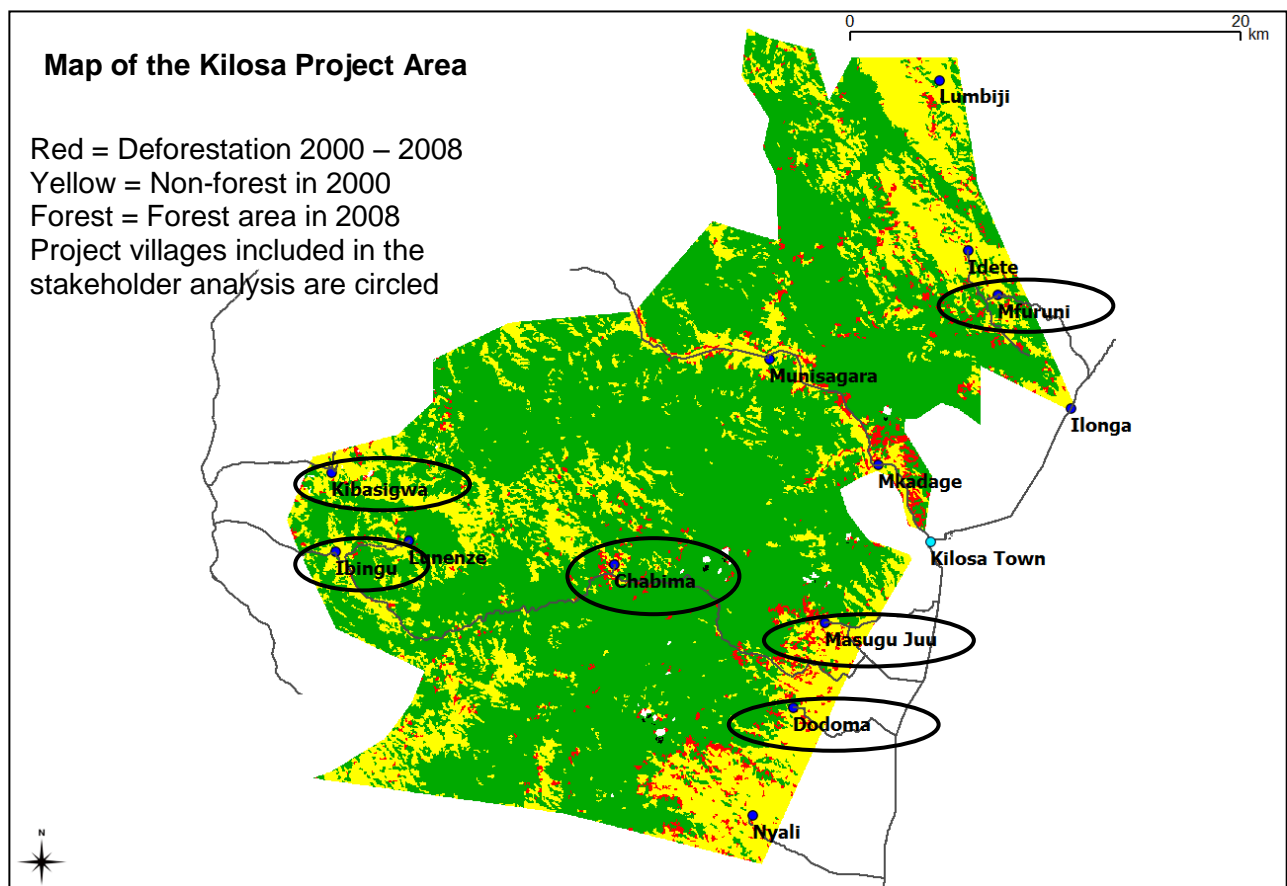 0
20
km
Map of the Kilosa Project Area
Red = Deforestation 2000 – 2008
Yellow = Non-forest in 2000
Forest = Forest area in 2008
Project villages included in the
stakeholder analysis are circled
Lumbiji
Idete
Mfuruni
Munisagara
Ilonga
Mkadage
Kibasigwa
Kilosa Town
Lunenze
Ibingu
Chabima
Masugu Juu
Dodoma
Nyali
N